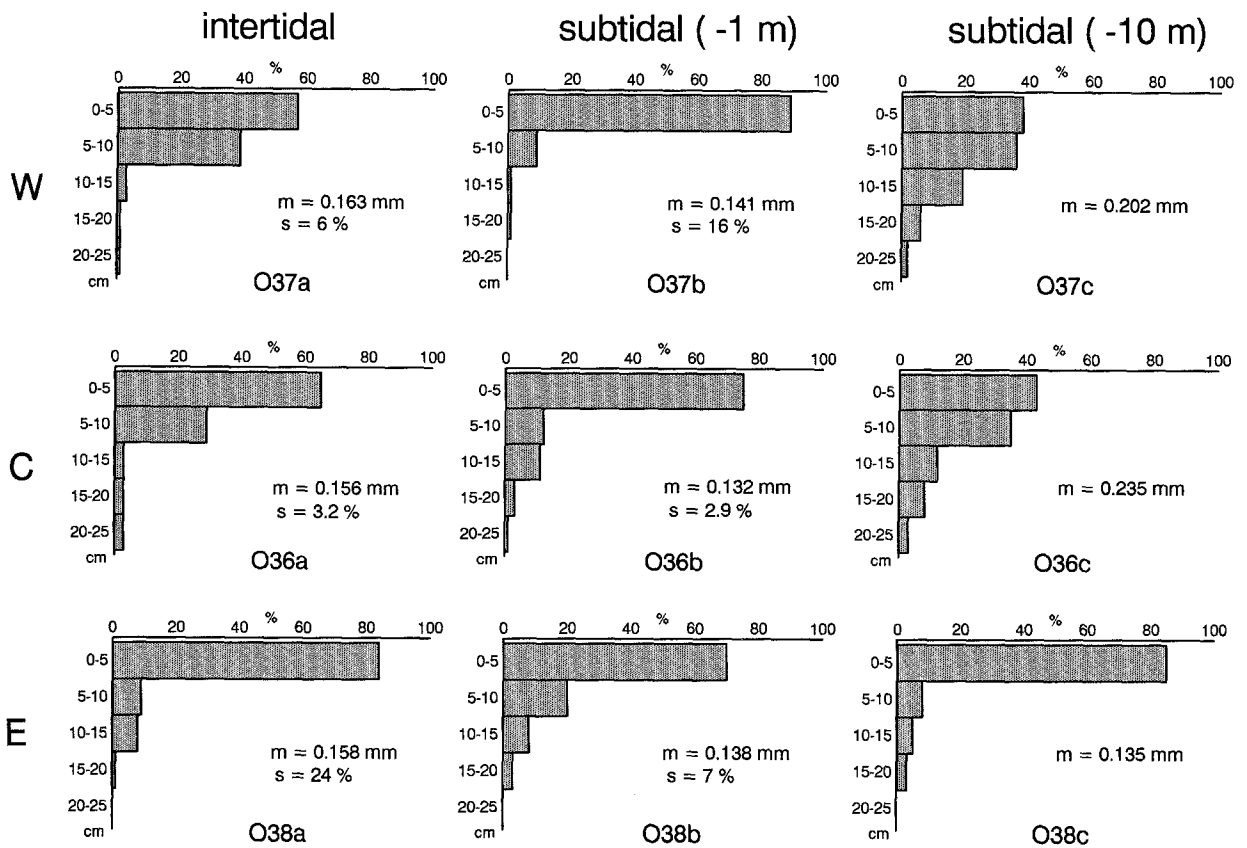 intertidal
subtidal ( -1 m)
subtidal ( -10 m)
W
0 20 40 % 60 80 100
0-5
5-10
10-15
15-20
20-25
cm
m = 0.163 mm
s = 6 %
O37a
0 20 40 % 60 80 100
0-5
5-10
10-15
15-20
20-25
cm
m = 0.141 mm
s = 16 %
O37b
0 20 40 % 60 80 100
0-5
5-10
10-15
15-20
20-25
cm
m = 0.202 mm
O37c
C
0 20 40 % 60 80 100
0-5
5-10
10-15
15-20
20-25
cm
m = 0.156 mm
s = 3.2 %
O36a
0 20 40 % 60 80 100
0-5
5-10
10-15
15-20
20-25
cm
m = 0.132 mm
s = 2.9 %
O36b
0 20 40 % 60 80 100
0-5
5-10
10-15
15-20
20-25
cm
m = 0.235 mm
O36c
E
0 20 40 % 60 80 100
0-5
5-10
10-15
15-20
20-25
cm
m = 0.158 mm
s = 24 %
O38a
0 20 40 % 60 80 100
0-5
5-10
10-15
15-20
20-25
cm
m = 0.138 mm
s = 7 %
O38b
0 20 40 % 60 80 100
0-5
5-10
10-15
15-20
20-25
cm
m = 0.135 mm
O38c